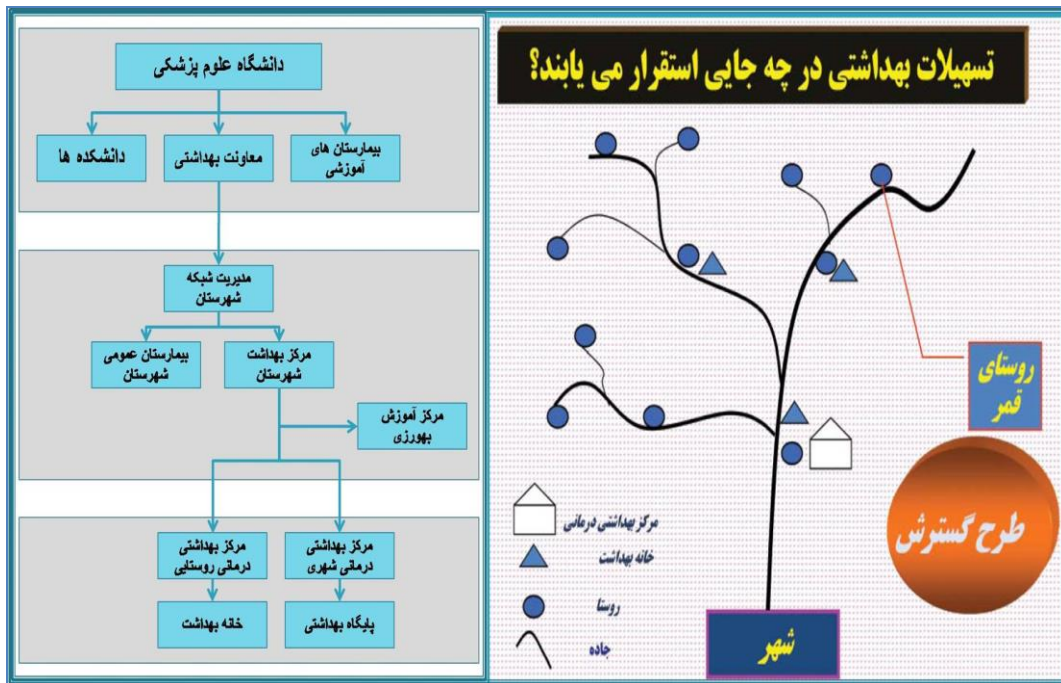 تسهیلات بهداشتی در چه جایی استقرار می یابند؟
روستای
قمر
طرح گسترش
مرکز بهداشتی درمانی
خانه بهداشت
روستا
جاده
شهر
دانشگاه علوم پزشکی
بیمارستان های
آموزشی
معاونت بهداشتی
دانشکده ها
مدیریت شبکه
شهرستان
مرکز بهداشت
شهرستان
بیمارستان عمومی
شهرستان
مرکز آموزش
بهورزی
مرکز بهداشتی
درمانی شهری
مرکز بهداشتی
درمانی روستایی
پایگاه بهداشتی
خانه بهداشت